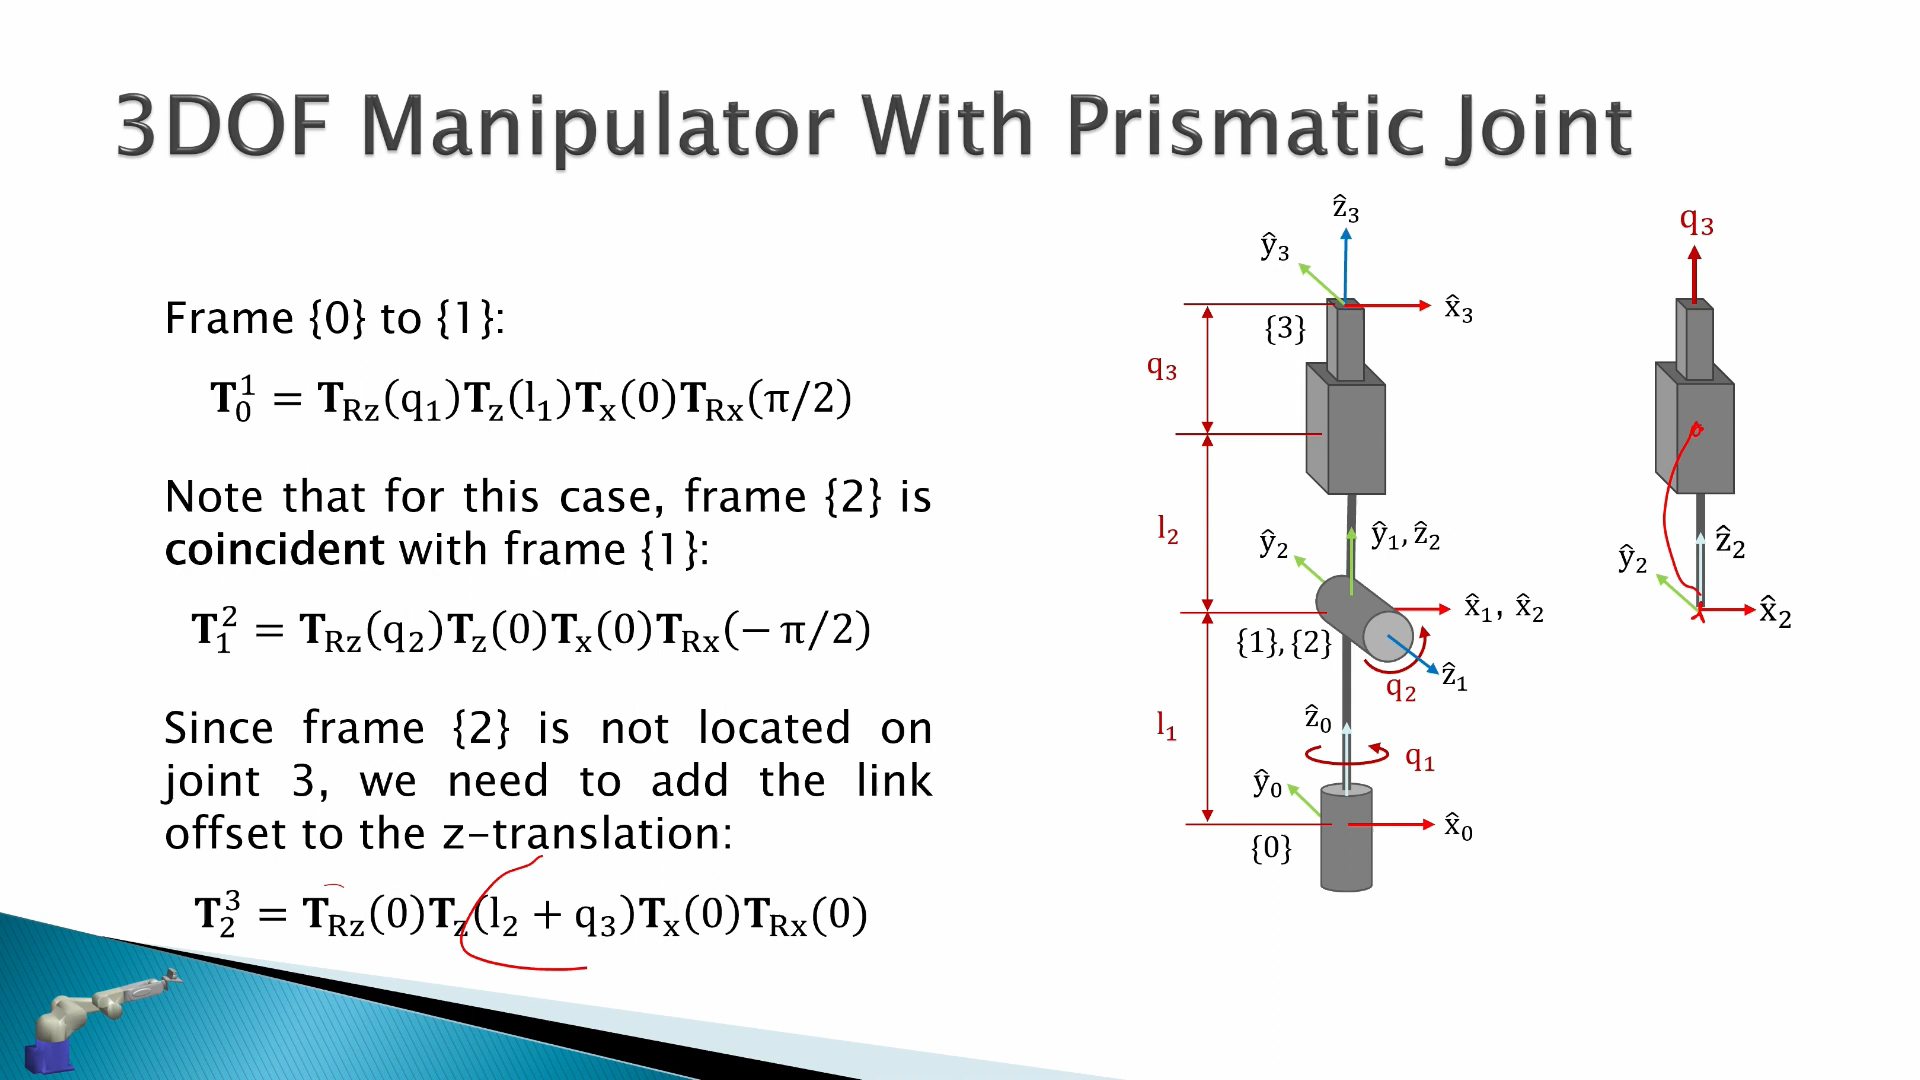 3DOF Manipulator With Prismatic Joint
Frame {0} to {1}:
T₀¹ = T_Rz(q₁)T_z(l₁)T_x(0)T_Rx(π/2)
Note that for this case, frame {2} is
coincident with frame {1}:
T₁² = T_Rz(q₂)T_z(0)T_x(0)T_Rx(− π/2)
Since frame {2} is not located on
joint 3, we need to add the link
offset to the z-translation:
T₂³ = T_Rz(0)T_z(l₂ + q₃)T_x(0)T_Rx(0)
ẑ₃
ŷ₃
x̂₃
{3}
q₃
l₂
ŷ₂
ŷ₁, ẑ₂
x̂₁, x̂₂
{1}, {2}
ẑ₁
q₂
l₁
ẑ₀
q₁
ŷ₀
x̂₀
{0}
q₃
ẑ₂
ŷ₂
x̂₂